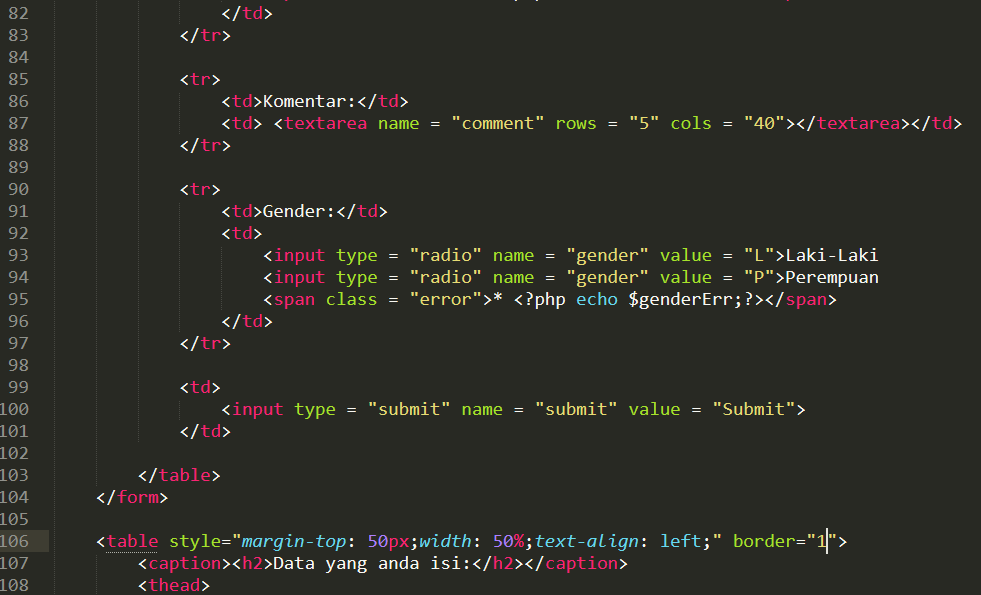 82 </td>
83 </tr>
84
85 <tr>
86 <td>Komentar:</td>
87 <td> <textarea name = "comment" rows = "5" cols = "40"></textarea></td>
88 </tr>
89
90 <tr>
91 <td>Gender:</td>
92 <td>
93 <input type = "radio" name = "gender" value = "L">Laki-Laki
94 <input type = "radio" name = "gender" value = "P">Perempuan
95 <span class = "error">* <?php echo $genderErr;?></span>
96 </td>
97 </tr>
98
99 <td>
100 <input type = "submit" name = "submit" value = "Submit">
101 </td>
102
103 </table>
104 </form>
105
106 <table style="margin-top: 50px;width: 50%;text-align: left;" border="1">
107 <caption><h2>Data yang anda isi:</h2></caption>
108 <thead>